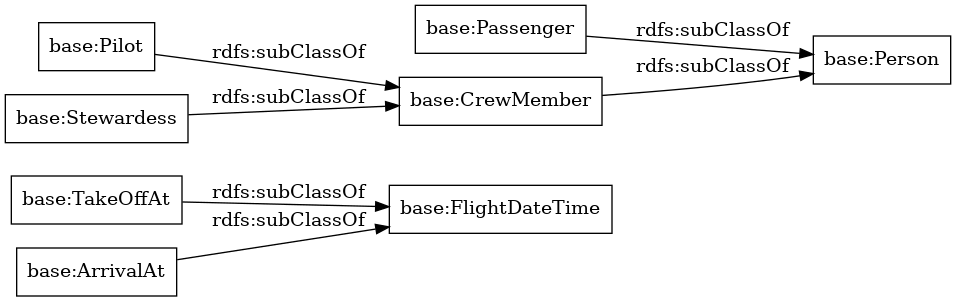 base:Passenger
base:Pilot
rdfs:subClassOf
rdfs:subClassOf
base:Person
rdfs:subClassOf
rdfs:subClassOf
base:CrewMember
base:Stewardess
base:TakeOffAt
rdfs:subClassOf
base:FlightDateTime
rdfs:subClassOf
base:ArrivalAt